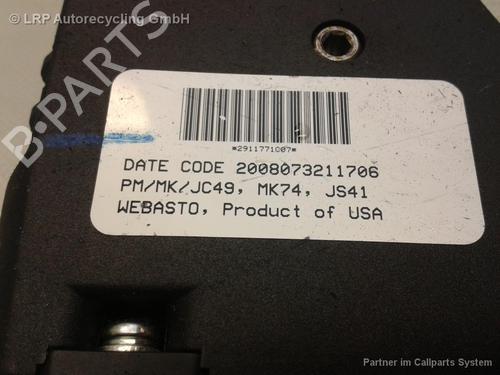 © LRP Autorecycling GmbH
B-PARTS
*2911771007*
DATE CODE 2008073211706
PM/MK/JC49, MK74, JS41
WEBASTO, Product of USA
Partner im Callparts System